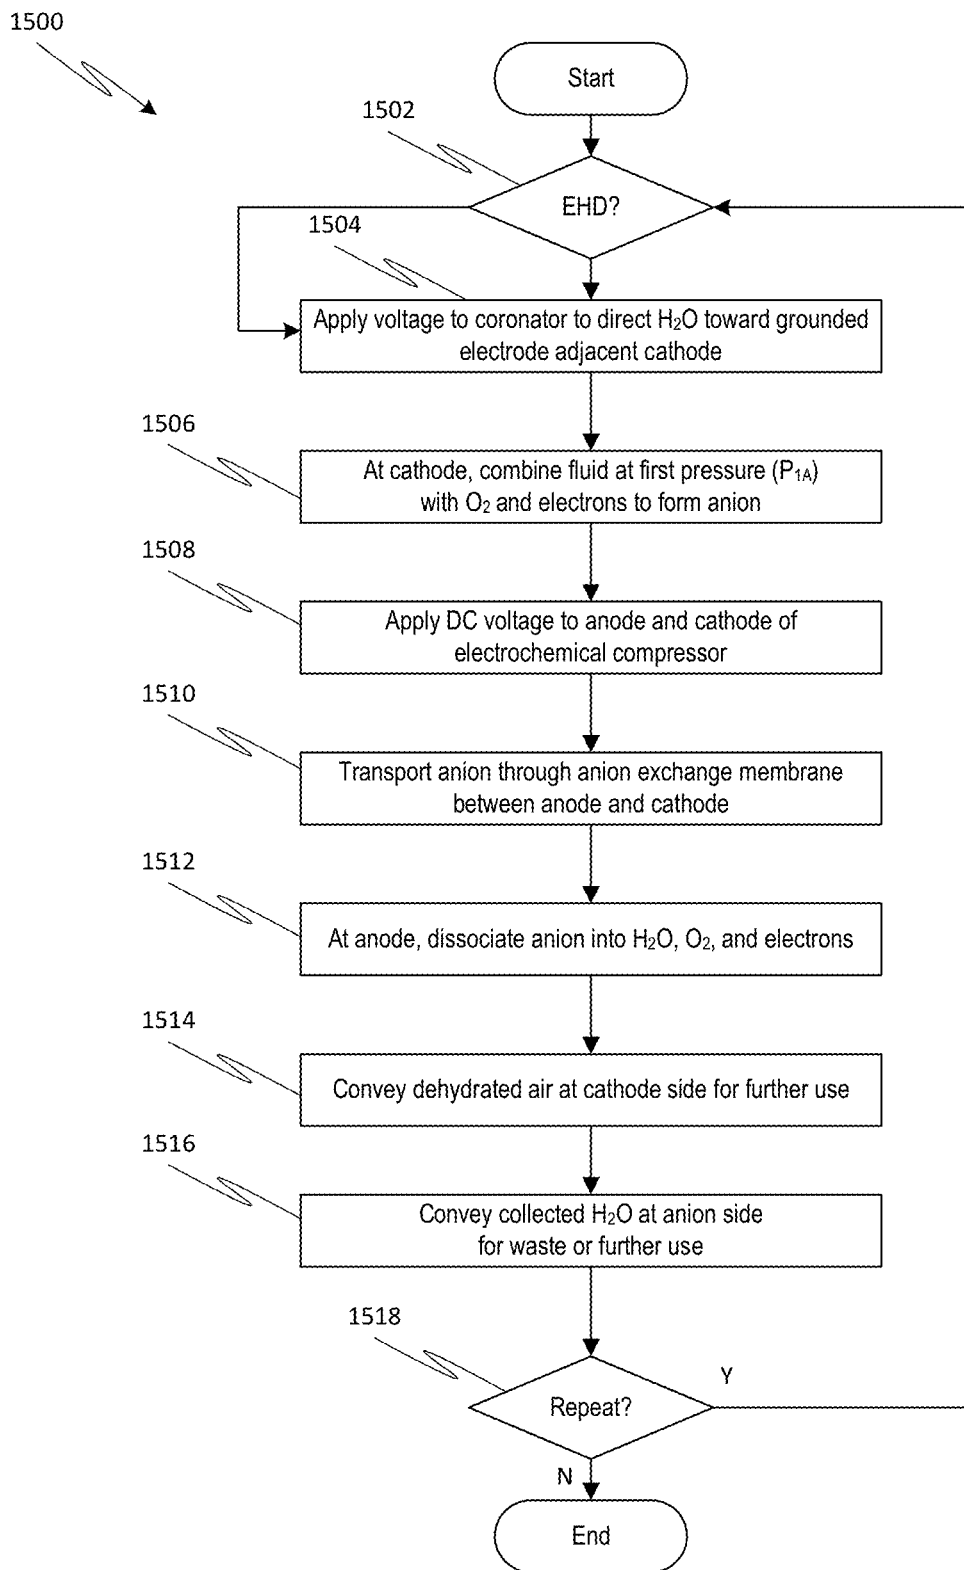 1500
Start
1502
EHD?
1504
Apply voltage to coronator to direct H₂O toward grounded
electrode adjacent cathode
1506
At cathode, combine fluid at first pressure (P₁ₐ)
with O₂ and electrons to form anion
1508
Apply DC voltage to anode and cathode of
electrochemical compressor
1510
Transport anion through anion exchange membrane
between anode and cathode
1512
At anode, dissociate anion into H₂O, O₂, and electrons
1514
Convey dehydrated air at cathode side for further use
1516
Convey collected H₂O at anion side
for waste or further use
1518
Repeat?
Y
N
End